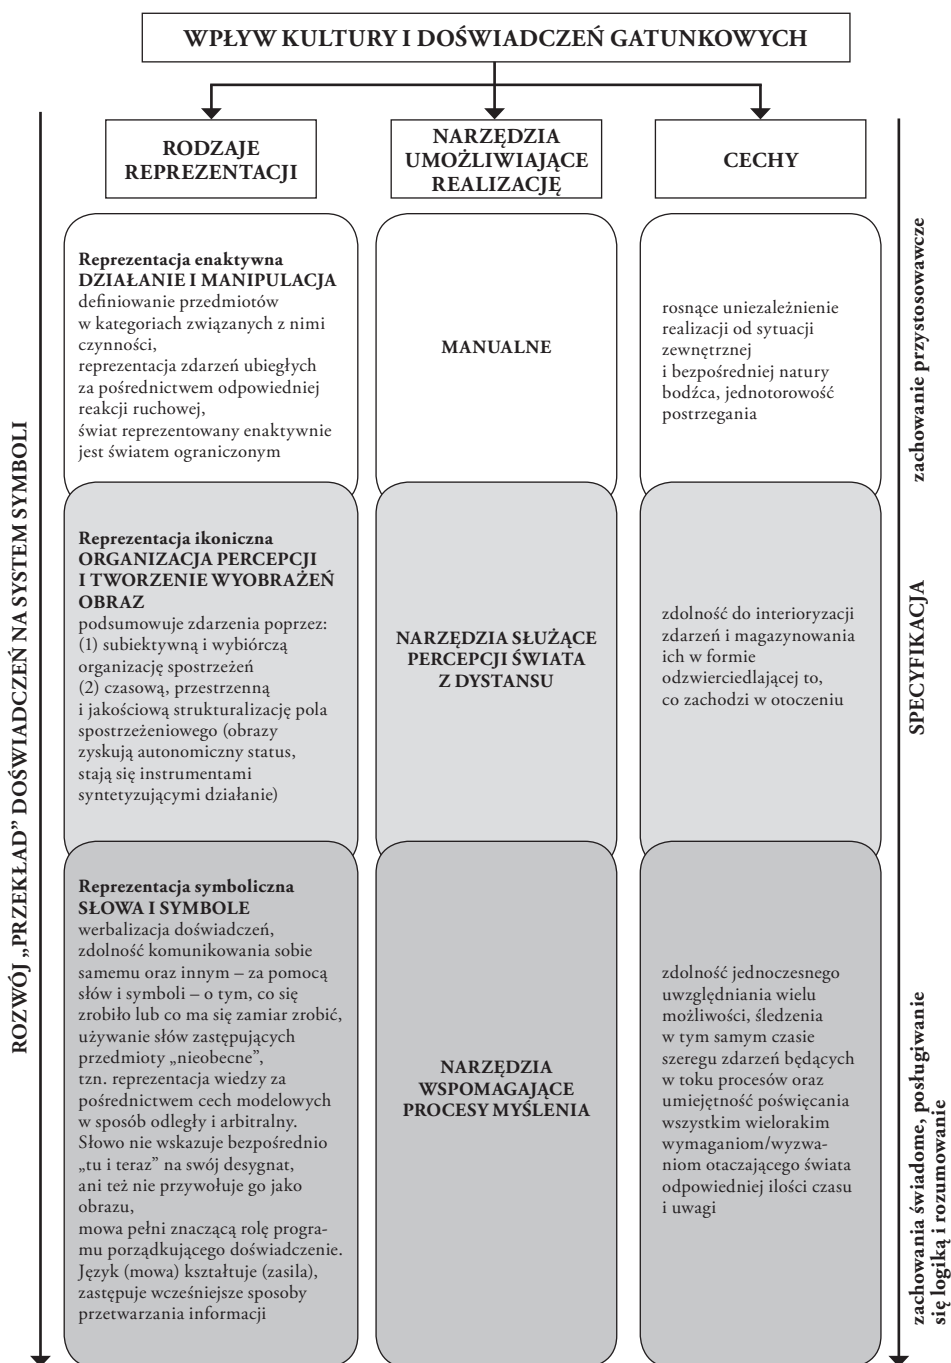 WPŁYW KULTURY I DOŚWIADCZEŃ GATUNKOWYCH
RODZAJE
REPREZENTACJI
NARZĘDZIA
UMOŻLIWIAJĄCE
REALIZACJĘ
CECHY
ROZWÓJ „PRZEKŁAD” DOŚWIADCZEŃ NA SYSTEM SYMBOLI
Reprezentacja enaktywna
DZIAŁANIE I MANIPULACJA
definiowanie przedmiotów
w kategoriach związanych z nimi
czynności,
reprezentacja zdarzeń ubiegłych
za pośrednictwem odpowiedniej
reakcji ruchowej,
świat reprezentowany enaktywnie
jest światem ograniczonym
MANUALNE
rosnące uniezależnienie
realizacji od sytuacji
zewnętrznej
i bezpośredniej natury
bodźca, jednotorowość
postrzegania
zachowanie przystosowawcze
Reprezentacja ikoniczna
ORGANIZACJA PERCEPCJI
I TWORZENIE WYOBRAŻEŃ
OBRAZ
podsumowuje zdarzenia poprzez:
(1) subiektywną i wybiórczą
organizację spostrzeżeń
(2) czasową, przestrzenną
i jakościową strukturalizację pola
spostrzeżeniowego (obrazy
zyskują autonomiczny status,
stają się instrumentami
syntetyzującymi działanie)
NARZĘDZIA SŁUŻĄCE
PERCEPCJI ŚWIATA
Z DYSTANSU
zdolność do interioryzacji
zdarzeń i magazynowania
ich w formie
odzwierciedlającej to,
co zachodzi w otoczeniu
SPECYFIKACJA
Reprezentacja symboliczna
SŁOWA I SYMBOLE
werbalizacja doświadczeń,
zdolność komunikowania sobie
samemu oraz innym – za pomocą
słów i symboli – o tym, co się
zrobiło lub co ma się zamiar zrobić,
używanie słów zastępujących
przedmioty „nieobecne”,
tzn. reprezentacja wiedzy za
pośrednictwem cech modelowych
w sposób odległy i arbitralny.
Słowo nie wskazuje bezpośrednio
„tu i teraz” na swój desygnat,
ani też nie przywołuje go jako
obrazu,
mowa pełni znaczącą rolę progra-
mu porządkującego doświadczenie.
Język (mowa) kształtuje (zasila),
zastępuje wcześniejsze sposoby
przetwarzania informacji
NARZĘDZIA
WSPOMAGAJĄCE
PROCESY MYŚLENIA
zdolność jednoczesnego
uwzględniania wielu
możliwości, śledzenia
w tym samym czasie
szeregu zdarzeń będących
w toku procesów oraz
umiejętność poświęcania
wszystkim wielorakim
wymaganiom/wyzwa-
niom otaczającego świata
odpowiedniej ilości czasu
i uwagi
zachowania świadome, posługiwanie
się logiką i rozumowanie